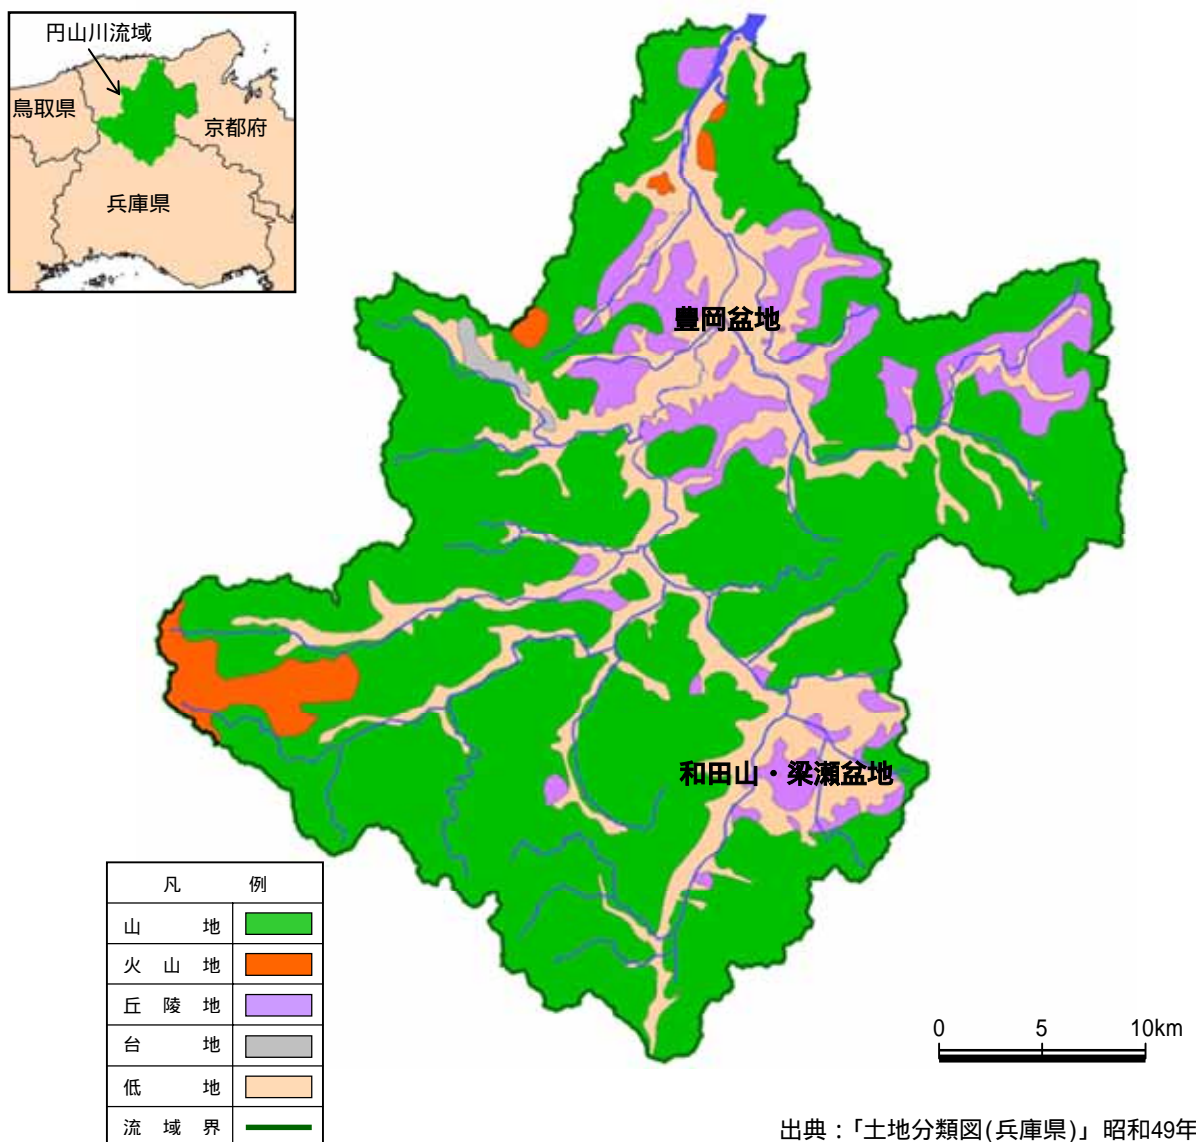 円山川流域
鳥取県
京都府
兵庫県
豊岡盆地
和田山・梁瀬盆地
凡 例
山 地
火 山 地
丘 陵 地
台 地
低 地
流 域 界
0 5 10km
出典：「土地分類図(兵庫県)」昭和49年